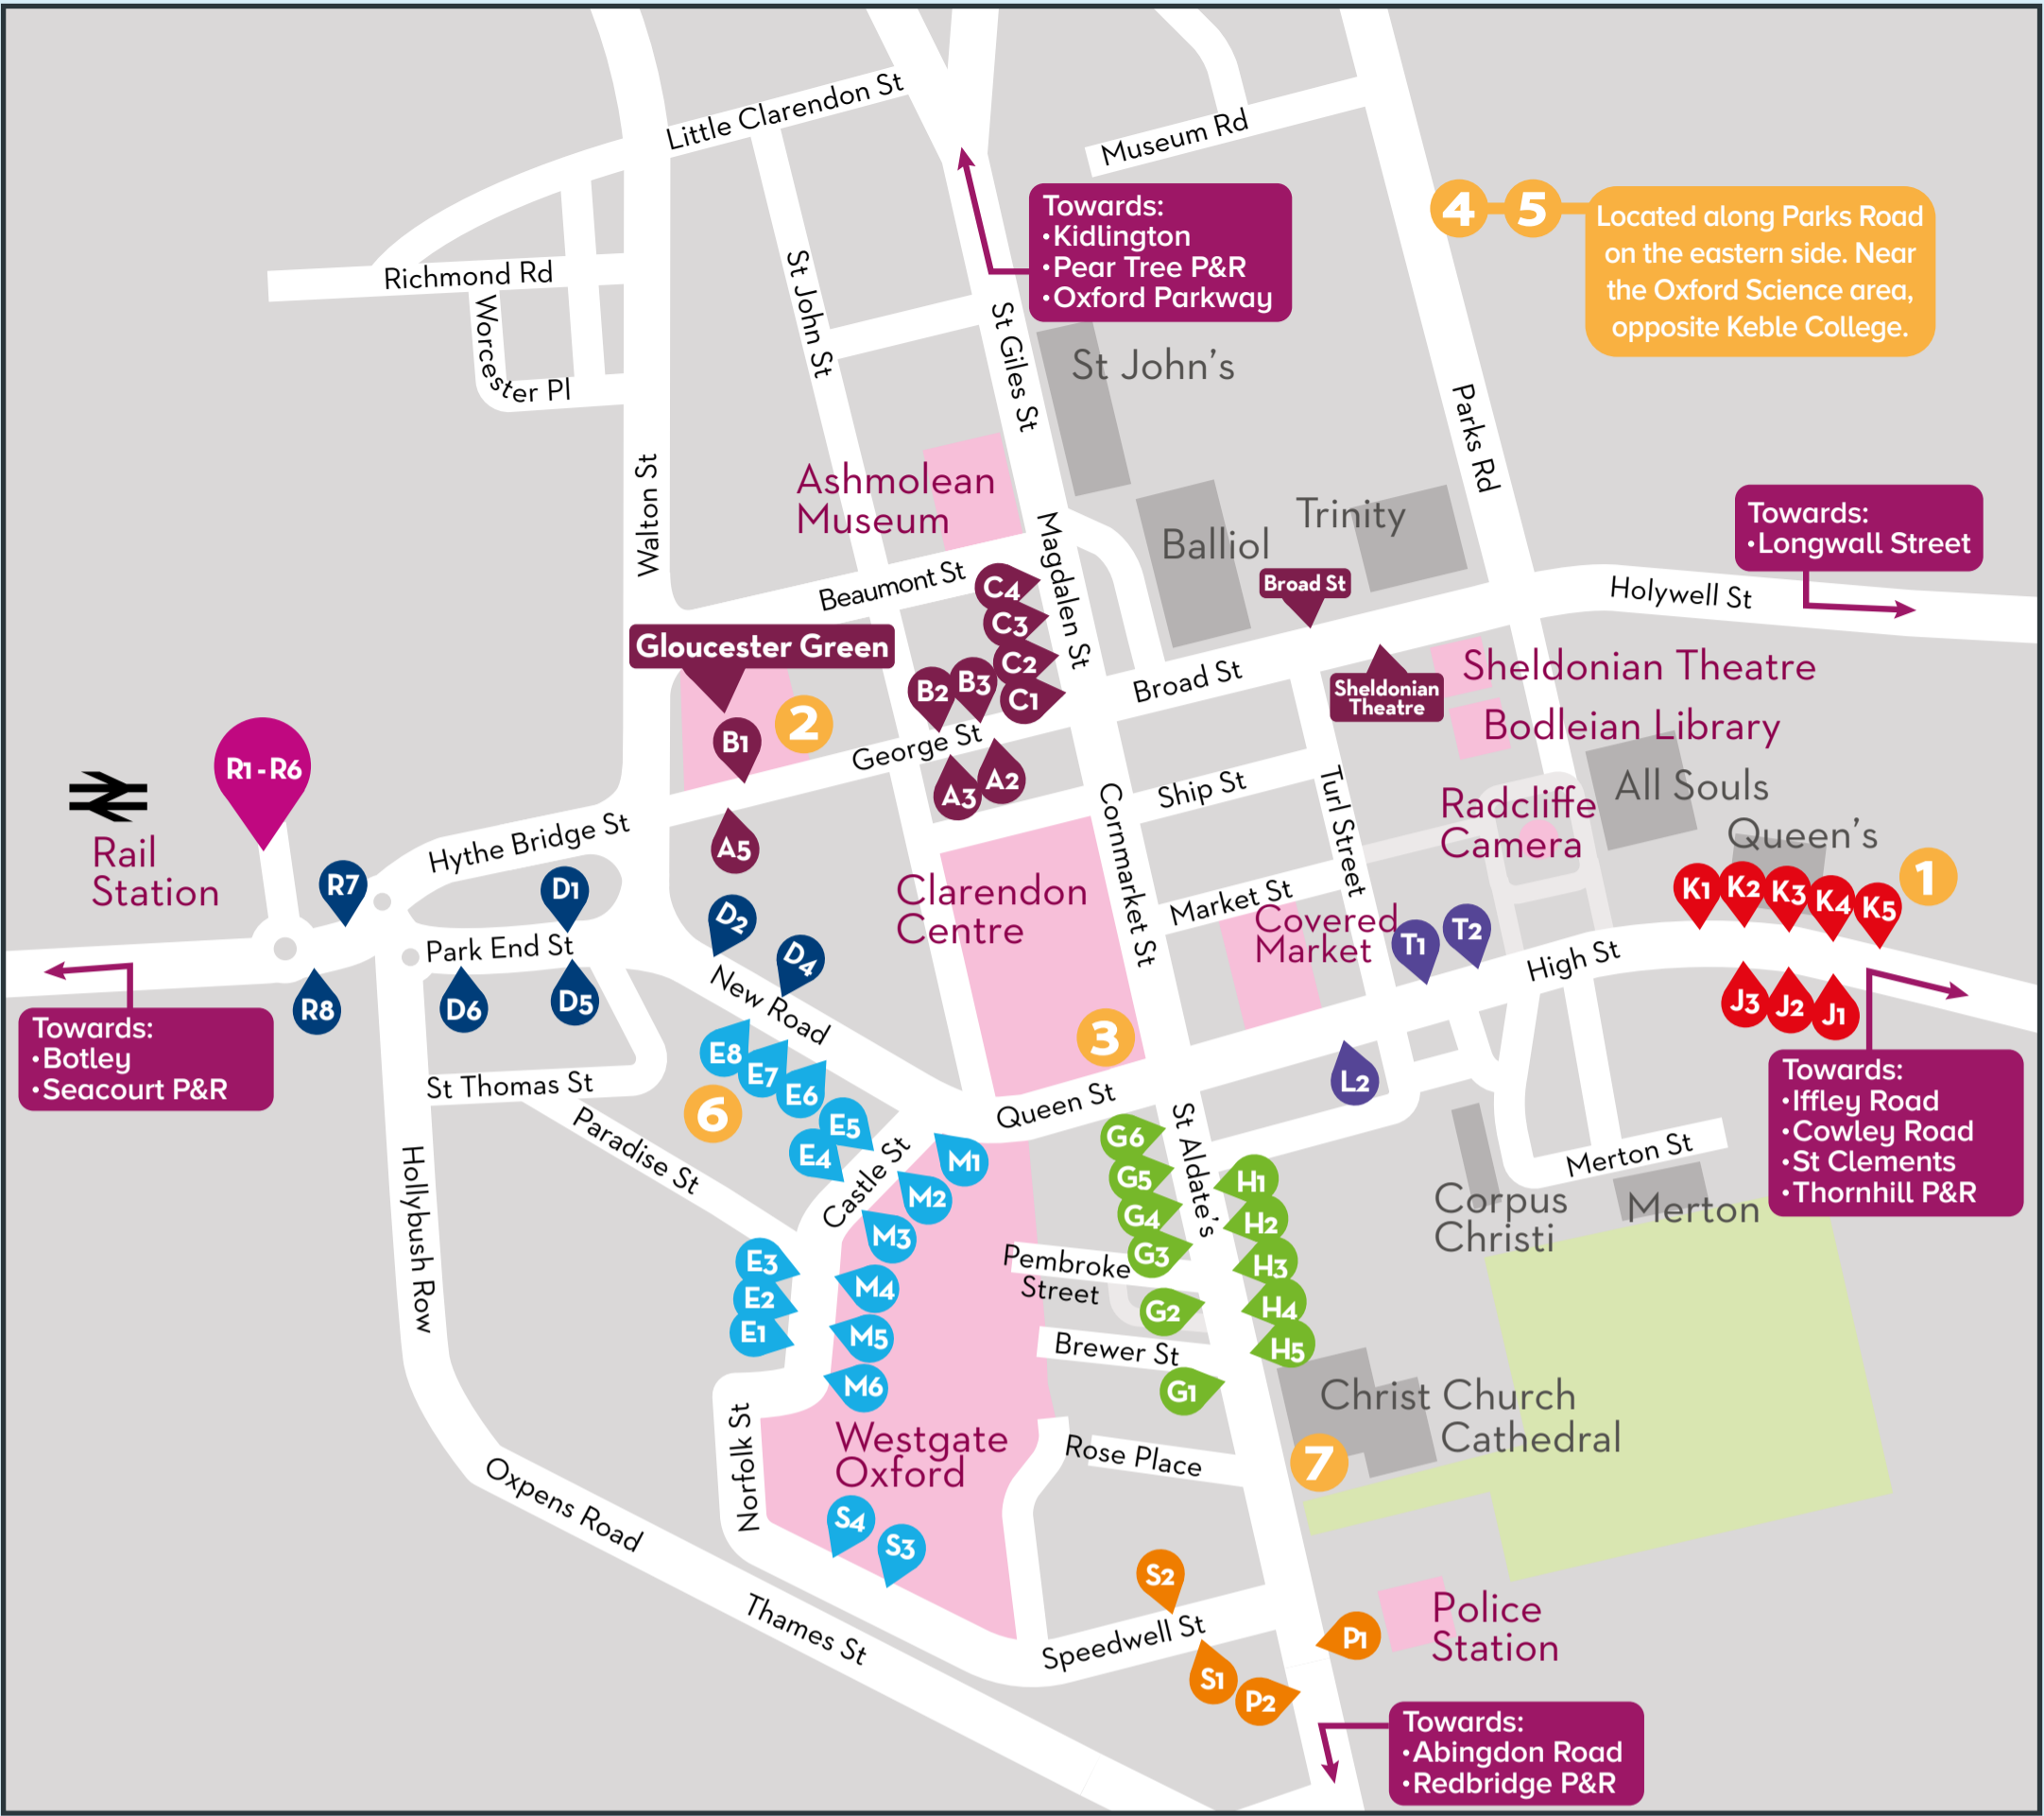 Little Clarendon St
Museum Rd
Towards:
•Kidlington
•Pear Tree P&R
•Oxford Parkway
4
5
Located along Parks Road
on the eastern side. Near
the Oxford Science area,
opposite Keble College.
Richmond Rd
Worcester Pl
St John St
St Giles St
St John's
Parks Rd
Walton St
Ashmolean
Museum
Magdalen St
Balliol
Trinity
Towards:
•Longwall Street
Beaumont St
C4
C3
C2
C1
Broad St
Holywell St
Gloucester Green
B1
2
B2
B3
Broad St
Sheldonian
Theatre
Sheldonian Theatre
Bodleian Library
George St
A3
A2
A5
Ship St
Cornmarket St
Turl Street
Radcliffe
Camera
All Souls
Queen's
R1-R6
Rail
Station
Hythe Bridge St
R7
D1
D2
D4
Clarendon
Centre
Market St
Covered
Market
T1
T2
K1
K2
K3
K4
K5
1
High St
Park End St
R8
D6
D5
New Road
3
J3
J2
J1
Towards:
•Botley
•Seacourt P&R
St Thomas St
E8
E7
E6
E5
E4
6
Queen St
L2
Towards:
•Iffley Road
•Cowley Road
•St Clements
•Thornhill P&R
Paradise St
Castle St
M1
M2
M3
M4
M5
M6
E3
E2
E1
G6
G5
G4
G3
G2
G1
St Aldate's
H1
H2
H3
H4
H5
Merton St
Corpus
Christi
Merton
Hollybush Row
Pembroke
Street
Brewer St
Christ Church
Cathedral
Norfolk St
Westgate
Oxford
Rose Place
7
Oxpens Road
S4
S3
S2
Thames St
Speedwell St
S1
P2
P1
Police
Station
Towards:
•Abingdon Road
•Redbridge P&R